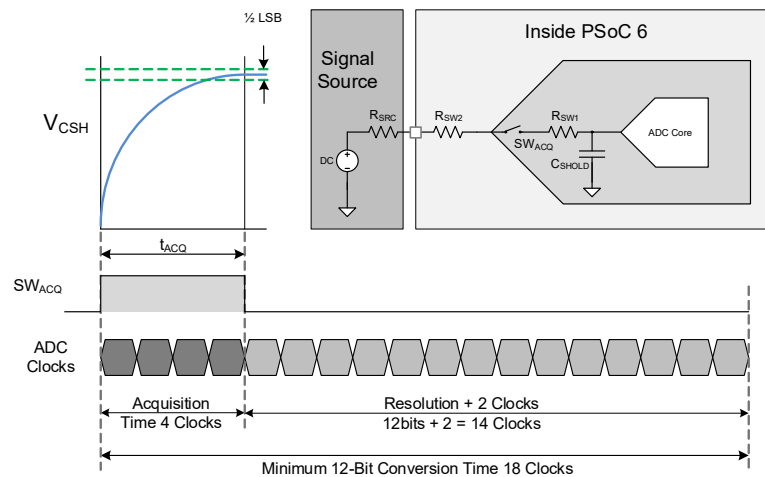 ½ LSB
V_CSH
t_ACQ
Signal
Source
Inside PSoC 6
R_SRC
R_SW2
R_SW1
SW_ACQ
ADC Core
DC
C_SHOLD
SW_ACQ
ADC
Clocks
Acquisition
Time 4 Clocks
Resolution + 2 Clocks
12bits + 2 = 14 Clocks
Minimum 12-Bit Conversion Time 18 Clocks